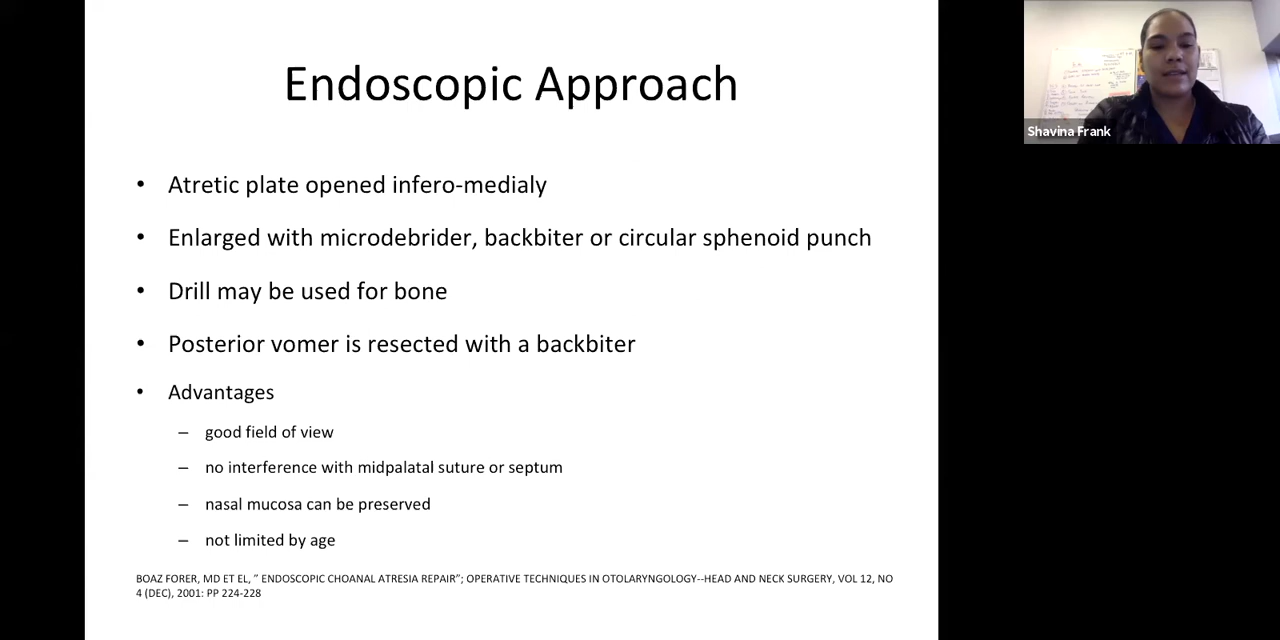 Endoscopic Approach
• Atretic plate opened infero-medialy
• Enlarged with microdebrider, backbiter or circular sphenoid punch
• Drill may be used for bone
• Posterior vomer is resected with a backbiter
• Advantages
– good field of view
– no interference with midpalatal suture or septum
– nasal mucosa can be preserved
– not limited by age
BOAZ FORER, MD ET EL, ” ENDOSCOPIC CHOANAL ATRESIA REPAIR”; OPERATIVE TECHNIQUES IN OTOLARYNGOLOGY--HEAD AND NECK SURGERY, VOL 12, NO
4 (DEC), 2001: PP 224-228
Shavina Frank